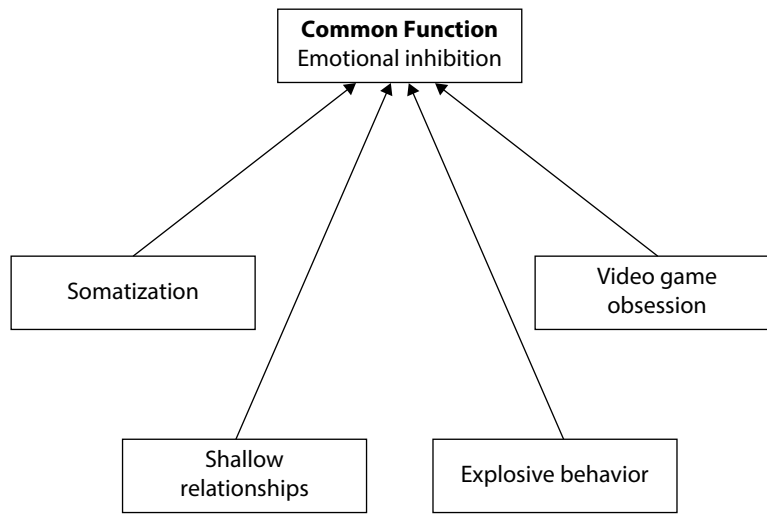 Common Function
Emotional inhibition
Somatization
Video game
obsession
Shallow
relationships
Explosive behavior